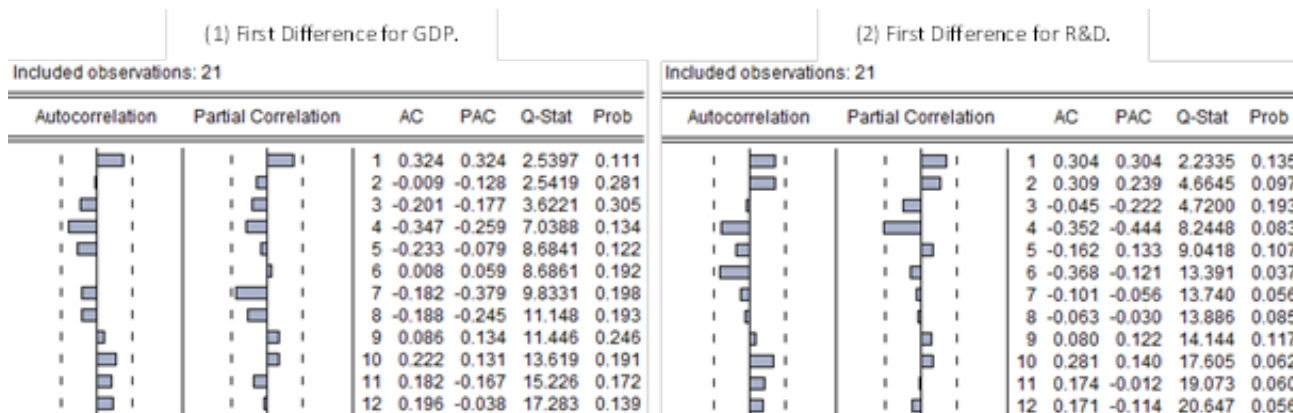 (1) First Difference for GDP.
Included observations: 21
Autocorrelation Partial Correlation AC PAC Q-Stat Prob
1 0.324 0.324 2.5397 0.111
2 -0.009 -0.128 2.5419 0.281
3 -0.201 -0.177 3.6221 0.305
4 -0.347 -0.259 7.0388 0.134
5 -0.233 -0.079 8.6841 0.122
6 0.008 0.059 8.6861 0.192
7 -0.182 -0.379 9.8331 0.198
8 -0.188 -0.245 11.148 0.193
9 0.086 0.134 11.446 0.246
10 0.222 0.131 13.619 0.191
11 0.182 -0.167 15.226 0.172
12 0.196 -0.038 17.283 0.139
(2) First Difference for R&D.
Included observations: 21
Autocorrelation Partial Correlation AC PAC Q-Stat Prob
1 0.304 0.304 2.2335 0.135
2 0.309 0.239 4.6645 0.097
3 -0.045 -0.222 4.7200 0.193
4 -0.352 -0.444 8.2448 0.083
5 -0.162 0.133 9.0418 0.107
6 -0.368 -0.121 13.391 0.037
7 -0.101 -0.056 13.740 0.056
8 -0.063 -0.030 13.886 0.085
9 0.080 0.122 14.144 0.117
10 0.281 0.140 17.605 0.062
11 0.174 -0.012 19.073 0.060
12 0.171 -0.114 20.647 0.056